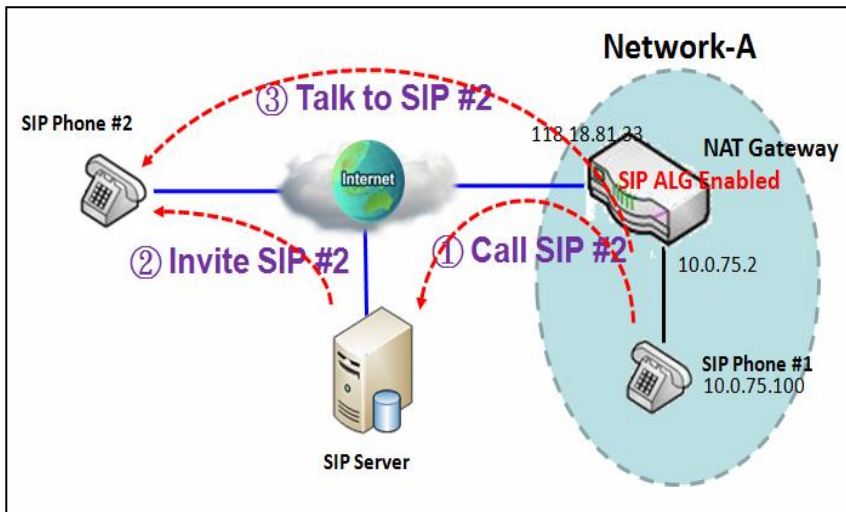 Network-A
③ Talk to SIP #2
SIP Phone #2
118.18.81.33
NAT Gateway
Internet
SIP ALG Enabled
② Invite SIP #2
① Call SIP #2
10.0.75.2
SIP Phone #1
10.0.75.100
SIP Server